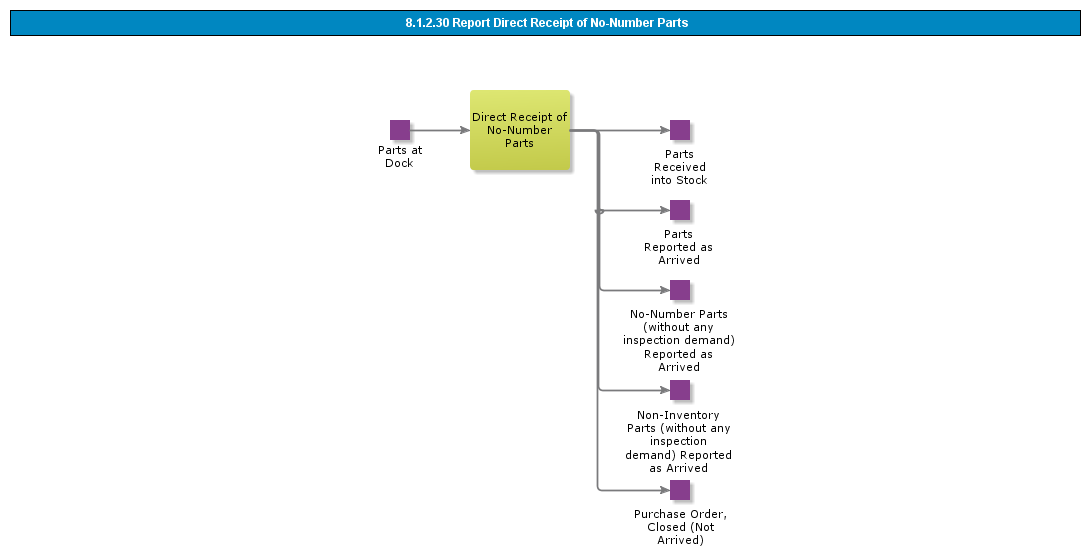 8.1.2.30 Report Direct Receipt of No-Number Parts
Direct Receipt of
No-Number
Parts
Parts at
Dock
Parts
Received
into Stock
Parts
Reported as
Arrived
No-Number Parts
(without any
inspection demand)
Reported as
Arrived
Non-Inventory
Parts (without any
inspection
demand) Reported
as Arrived
Purchase Order,
Closed (Not
Arrived)